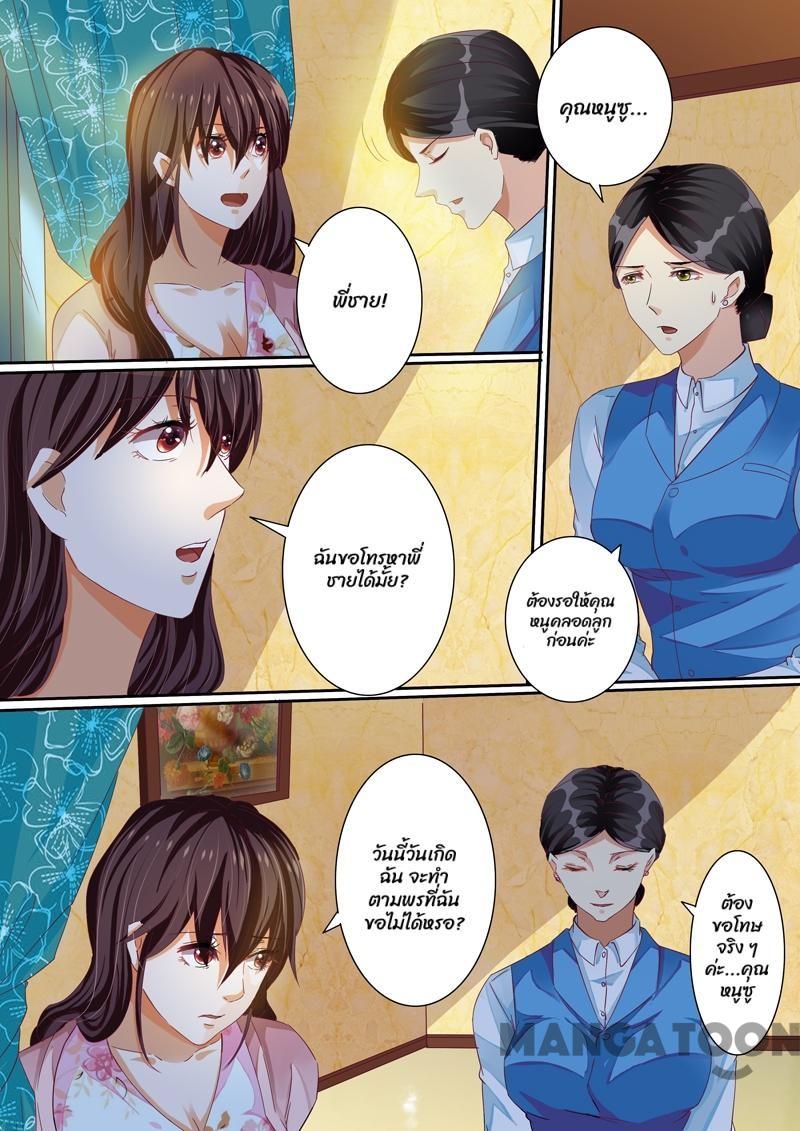 พี่ชาย!
คุณหนูซู...
ฉันขอโทรหาพี่
ชายได้มั้ย?
ต้องรอให้คุณ
หนูคลอดลูก
ก่อนค่ะ
วันนี้วันเกิด
ฉัน จะทำ
ตามพรที่ฉัน
ขอไม่ได้หรอ?
ต้อง
ขอโทษ
จริง ๆ
ค่ะ...คุณ
หนูซู
MANGATOON